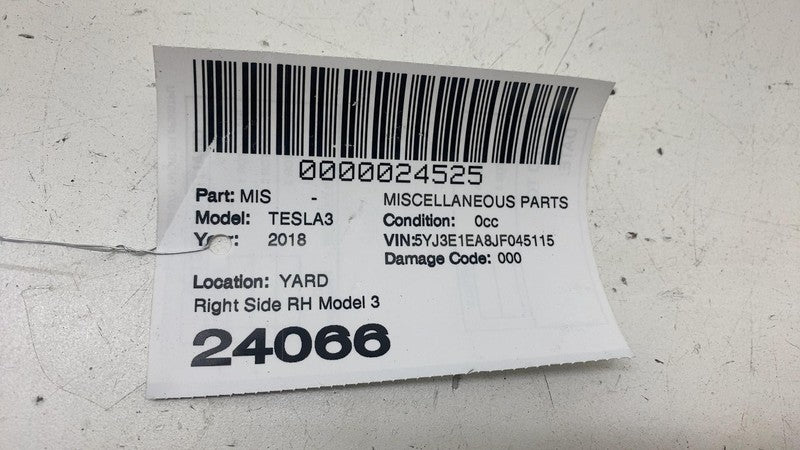 0000024525
Part: MIS - MISCELLANEOUS PARTS
Model: TESLA3 Condition: 0cc
Year: 2018 VIN:5YJ3E1EA8JF045115
Damage Code: 000
Location: YARD
Right Side RH Model 3
24066